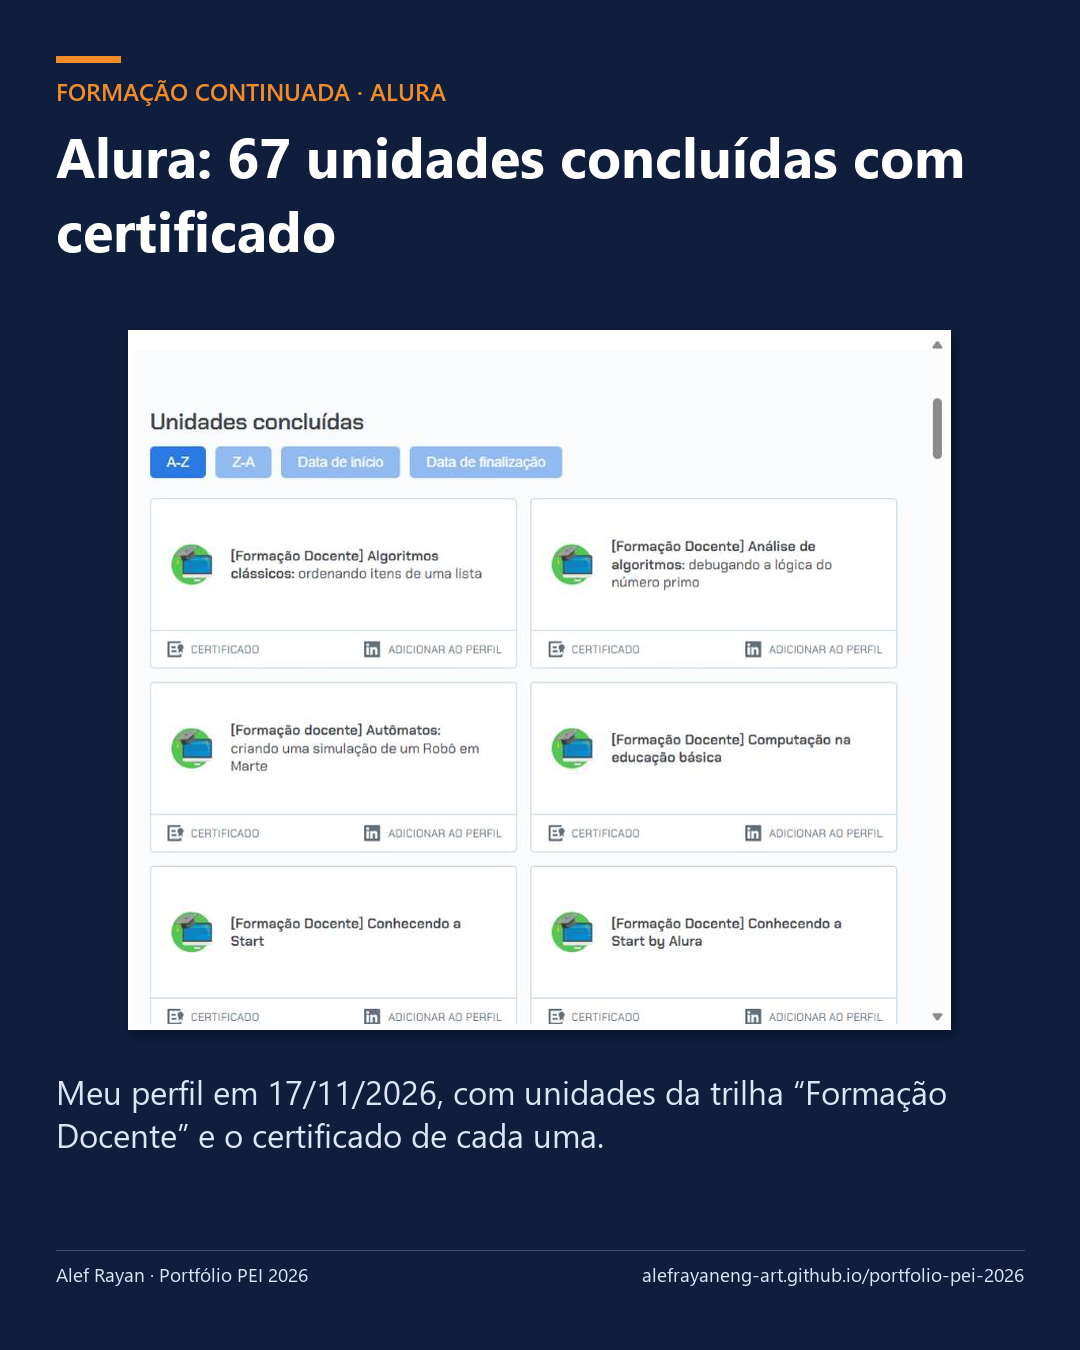 FORMAÇÃO CONTINUADA · ALURA
Alura: 67 unidades concluídas com
certificado
Unidades concluídas
A-Z
Z-A
Data de início
Data de finalização
[Formação Docente] Algoritmos
clássicos: ordenando itens de uma lista
CERTIFICADO
ADICIONAR AO PERFIL
[Formação Docente] Análise de
algoritmos: debugando a lógica do
número primo
CERTIFICADO
ADICIONAR AO PERFIL
[Formação docente] Autômatos:
criando uma simulação de um Robô em
Marte
CERTIFICADO
ADICIONAR AO PERFIL
[Formação Docente] Computação na
educação básica
CERTIFICADO
ADICIONAR AO PERFIL
[Formação Docente] Conhecendo a
Start
CERTIFICADO
ADICIONAR AO PERFIL
[Formação Docente] Conhecendo a
Start by Alura
CERTIFICADO
ADICIONAR AO PERFIL
Meu perfil em 17/11/2026, com unidades da trilha “Formação
Docente” e o certificado de cada uma.
Alef Rayan · Portfólio PEI 2026
alefrayaneng-art.github.io/portfolio-pei-2026